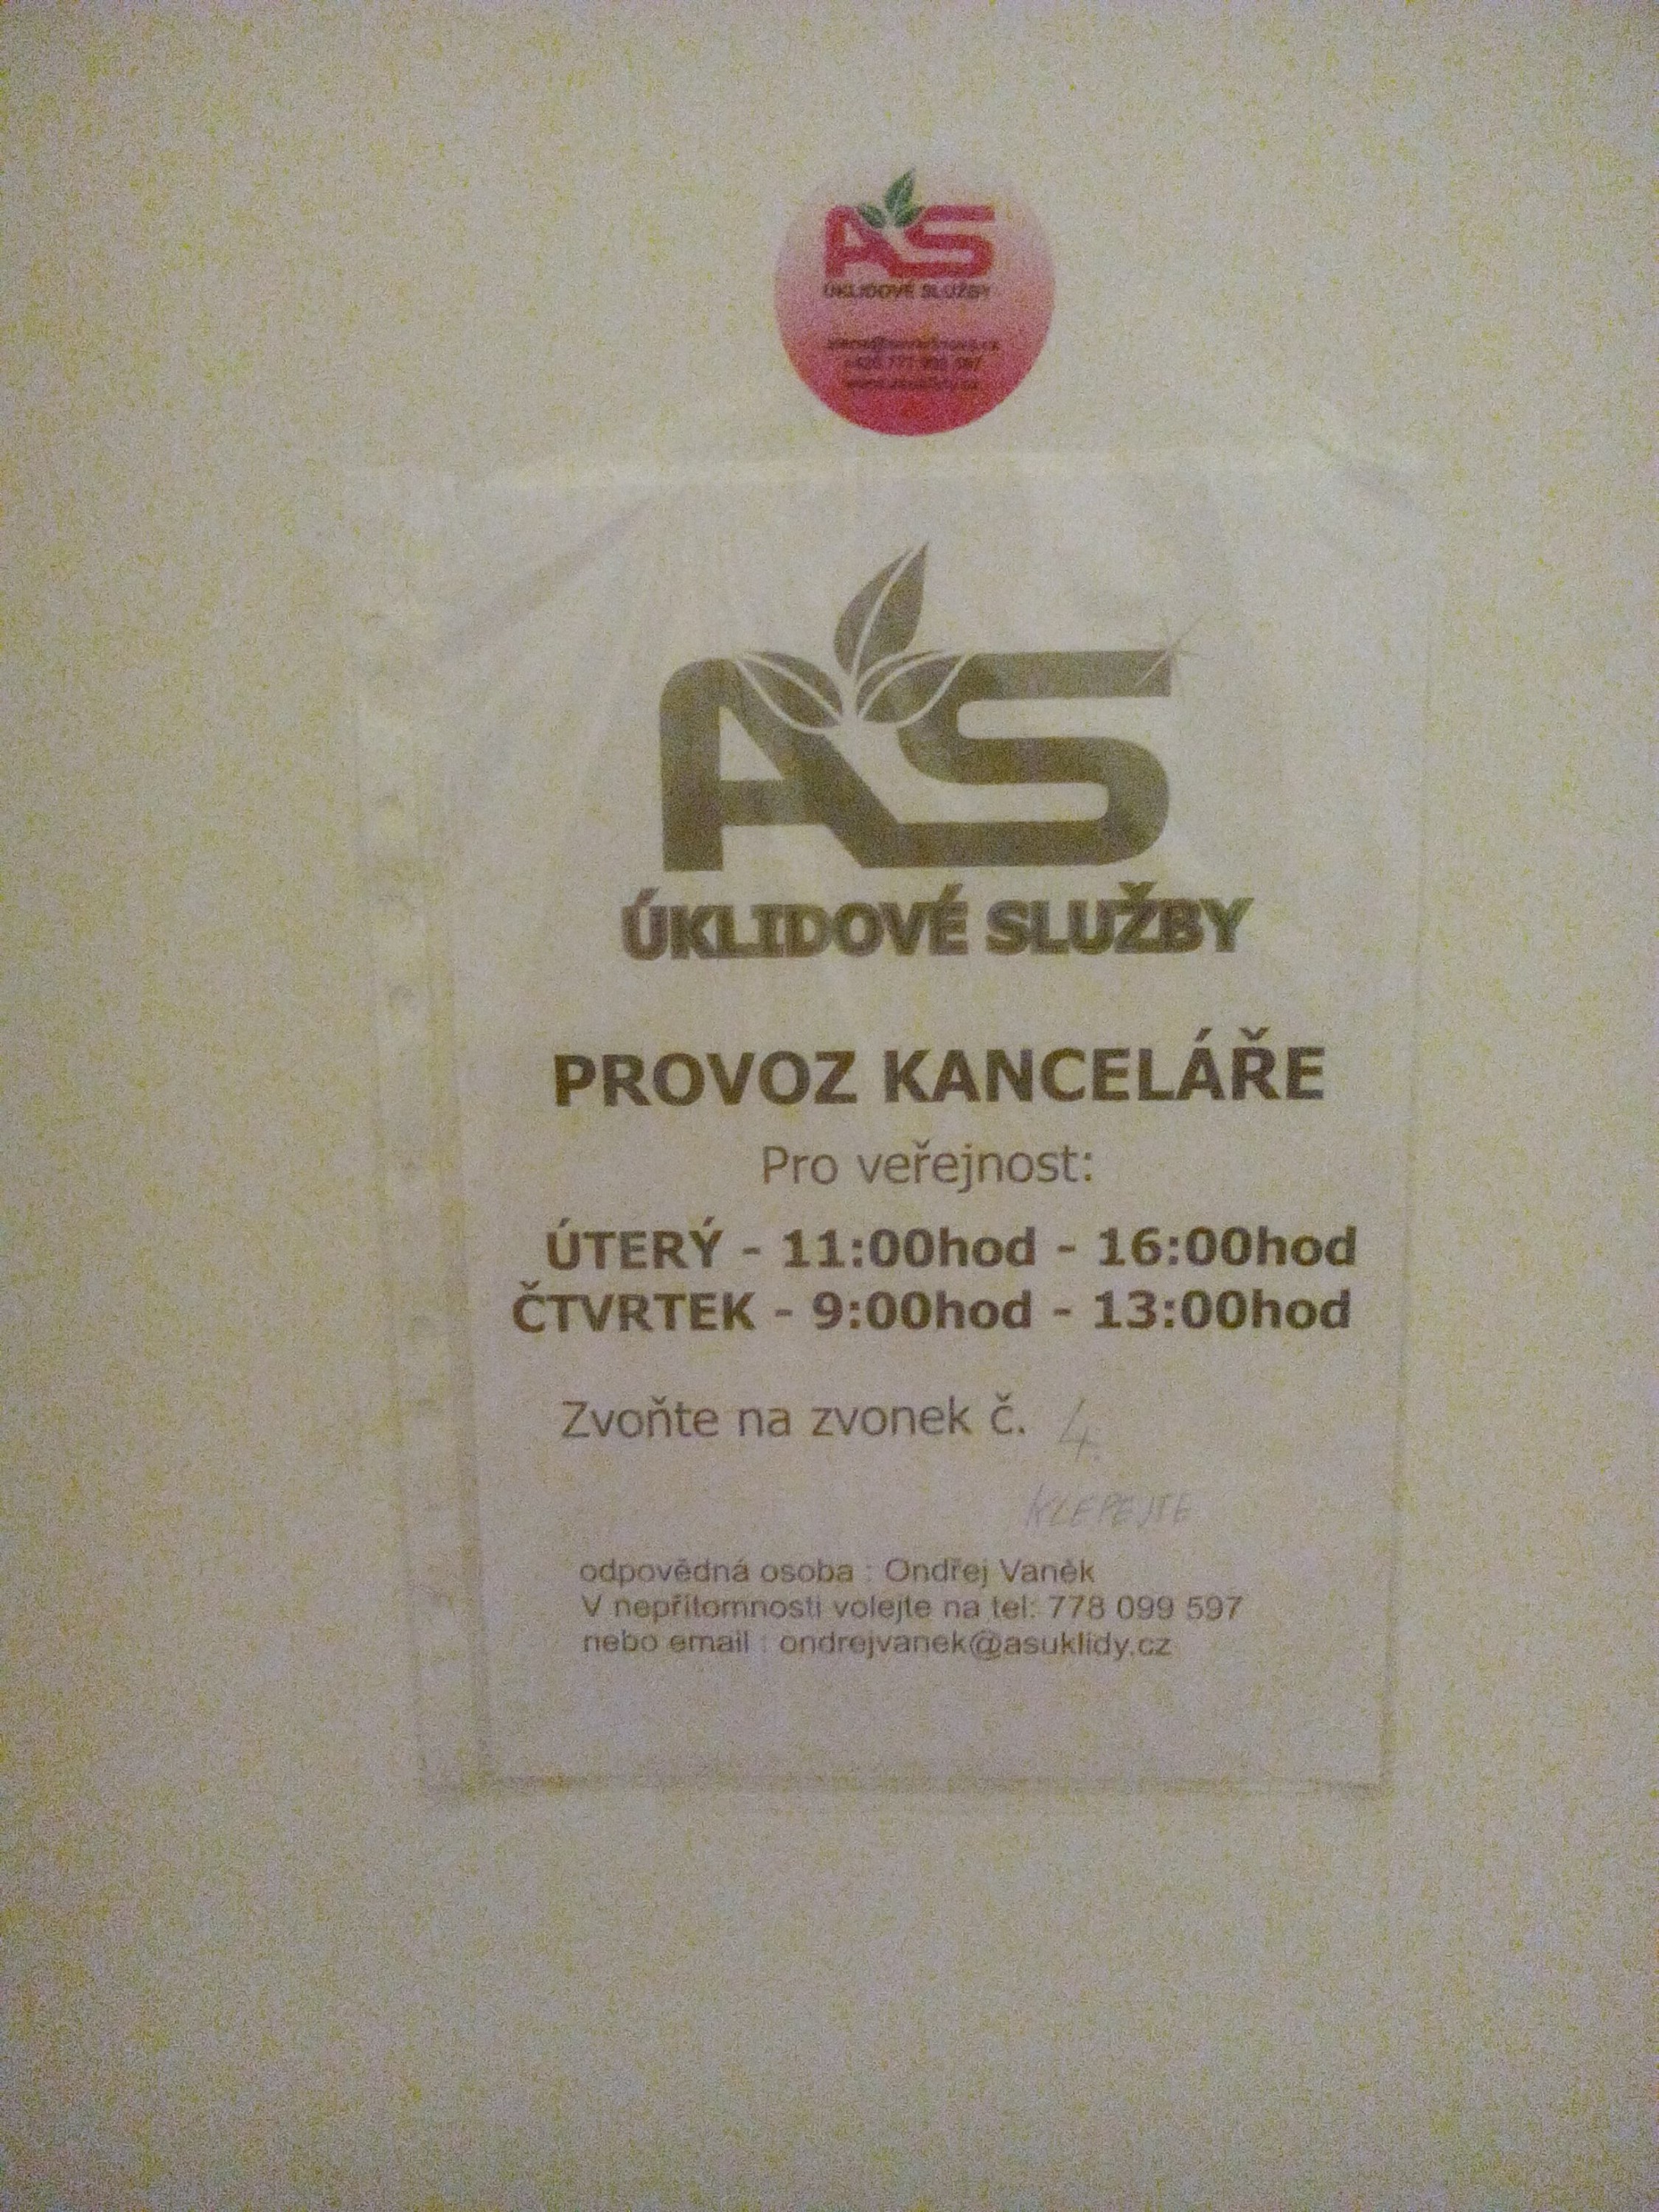 AS
ÚKLIDOVÉ SLUŽBY
AS
ÚKLIDOVÉ SLUŽBY
PROVOZ KANCELÁŘE
Pro veřejnost:
ÚTERÝ - 11:00hod - 16:00hod
ČTVRTEK - 9:00hod - 13:00hod
Zvoňte na zvonek č. 4.
KLEPEJTE
odpovědná osoba : Ondřej Vaněk
V nepřítomnosti volejte na tel: 778 099 597
nebo email : ondrejvanek@asuklidy.cz